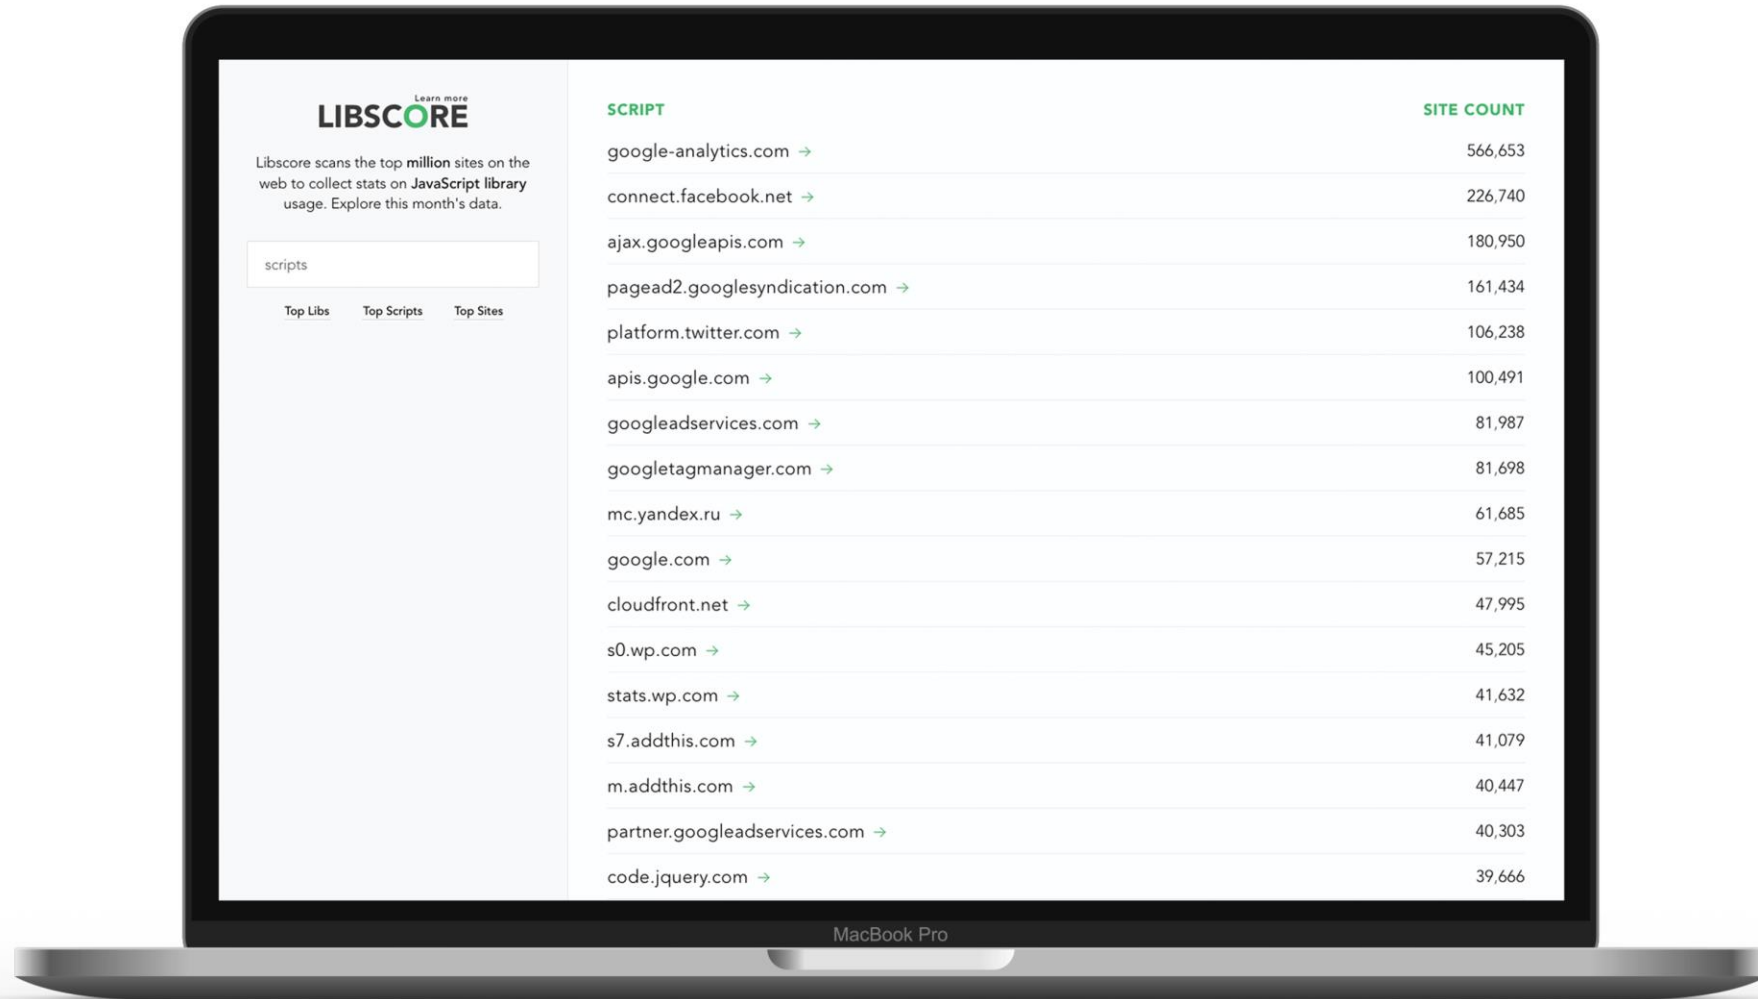 Learn more
LIBSCORE
Libscore scans the top million sites on the
web to collect stats on JavaScript library
usage. Explore this month's data.
scripts
Top Libs Top Scripts Top Sites
SCRIPT SITE COUNT
google-analytics.com → 566,653
connect.facebook.net → 226,740
ajax.googleapis.com → 180,950
pagead2.googlesyndication.com → 161,434
platform.twitter.com → 106,238
apis.google.com → 100,491
googleadservices.com → 81,987
googletagmanager.com → 81,698
mc.yandex.ru → 61,685
google.com → 57,215
cloudfront.net → 47,995
s0.wp.com → 45,205
stats.wp.com → 41,632
s7.addthis.com → 41,079
m.addthis.com → 40,447
partner.googleadservices.com → 40,303
code.jquery.com → 39,666
MacBook Pro